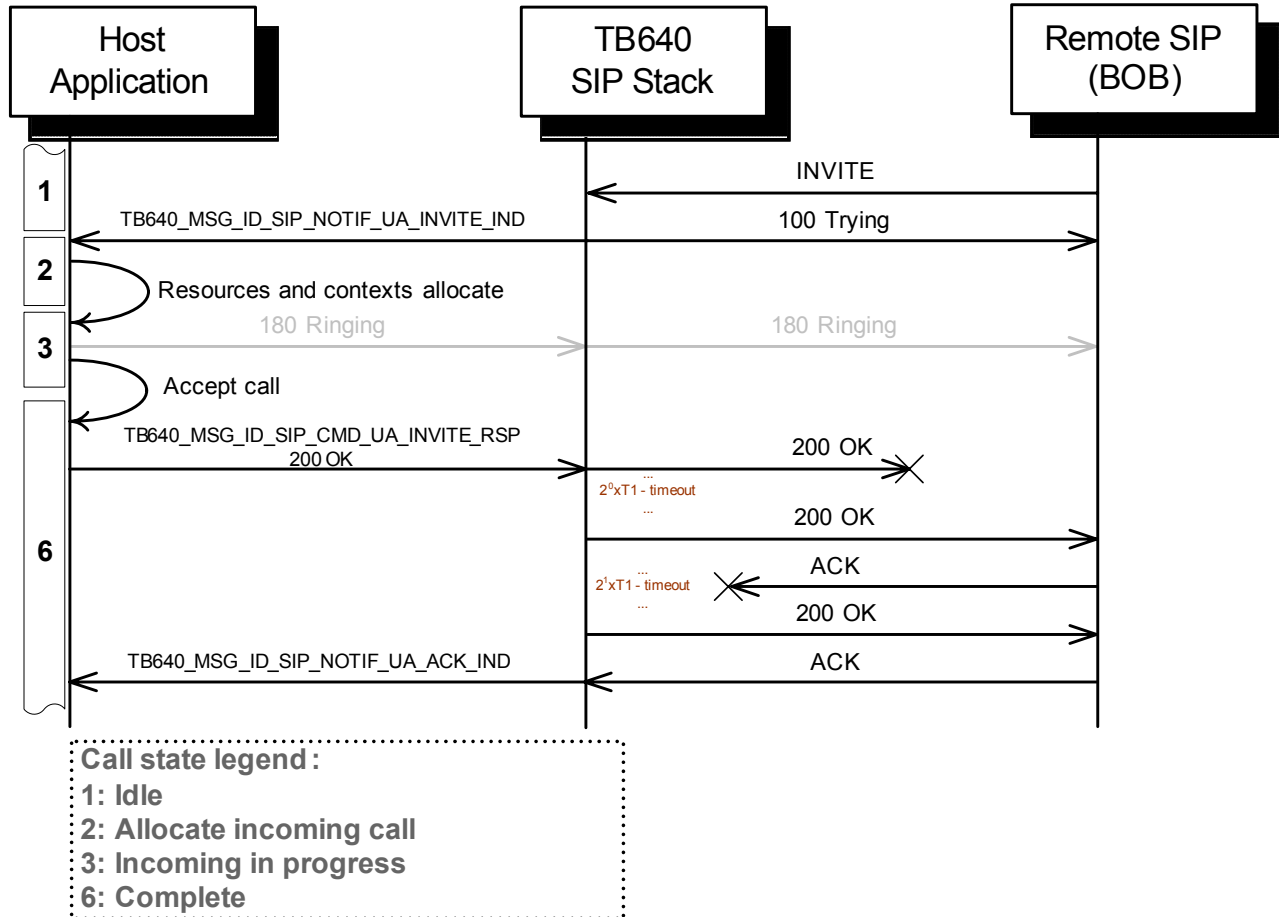 Host
Application
TB640
SIP Stack
Remote SIP
(BOB)
INVITE
1
TB640_MSG_ID_SIP_NOTIF_UA_INVITE_IND
100 Trying
2
Resources and contexts allocate
180 Ringing
180 Ringing
3
Accept call
TB640_MSG_ID_SIP_CMD_UA_INVITE_RSP
200 OK
200 OK
...
2⁰xT1 - timeout
...
200 OK
6
ACK
...
2¹xT1 - timeout
...
200 OK
TB640_MSG_ID_SIP_NOTIF_UA_ACK_IND
ACK
Call state legend :
1: Idle
2: Allocate incoming call
3: Incoming in progress
6: Complete